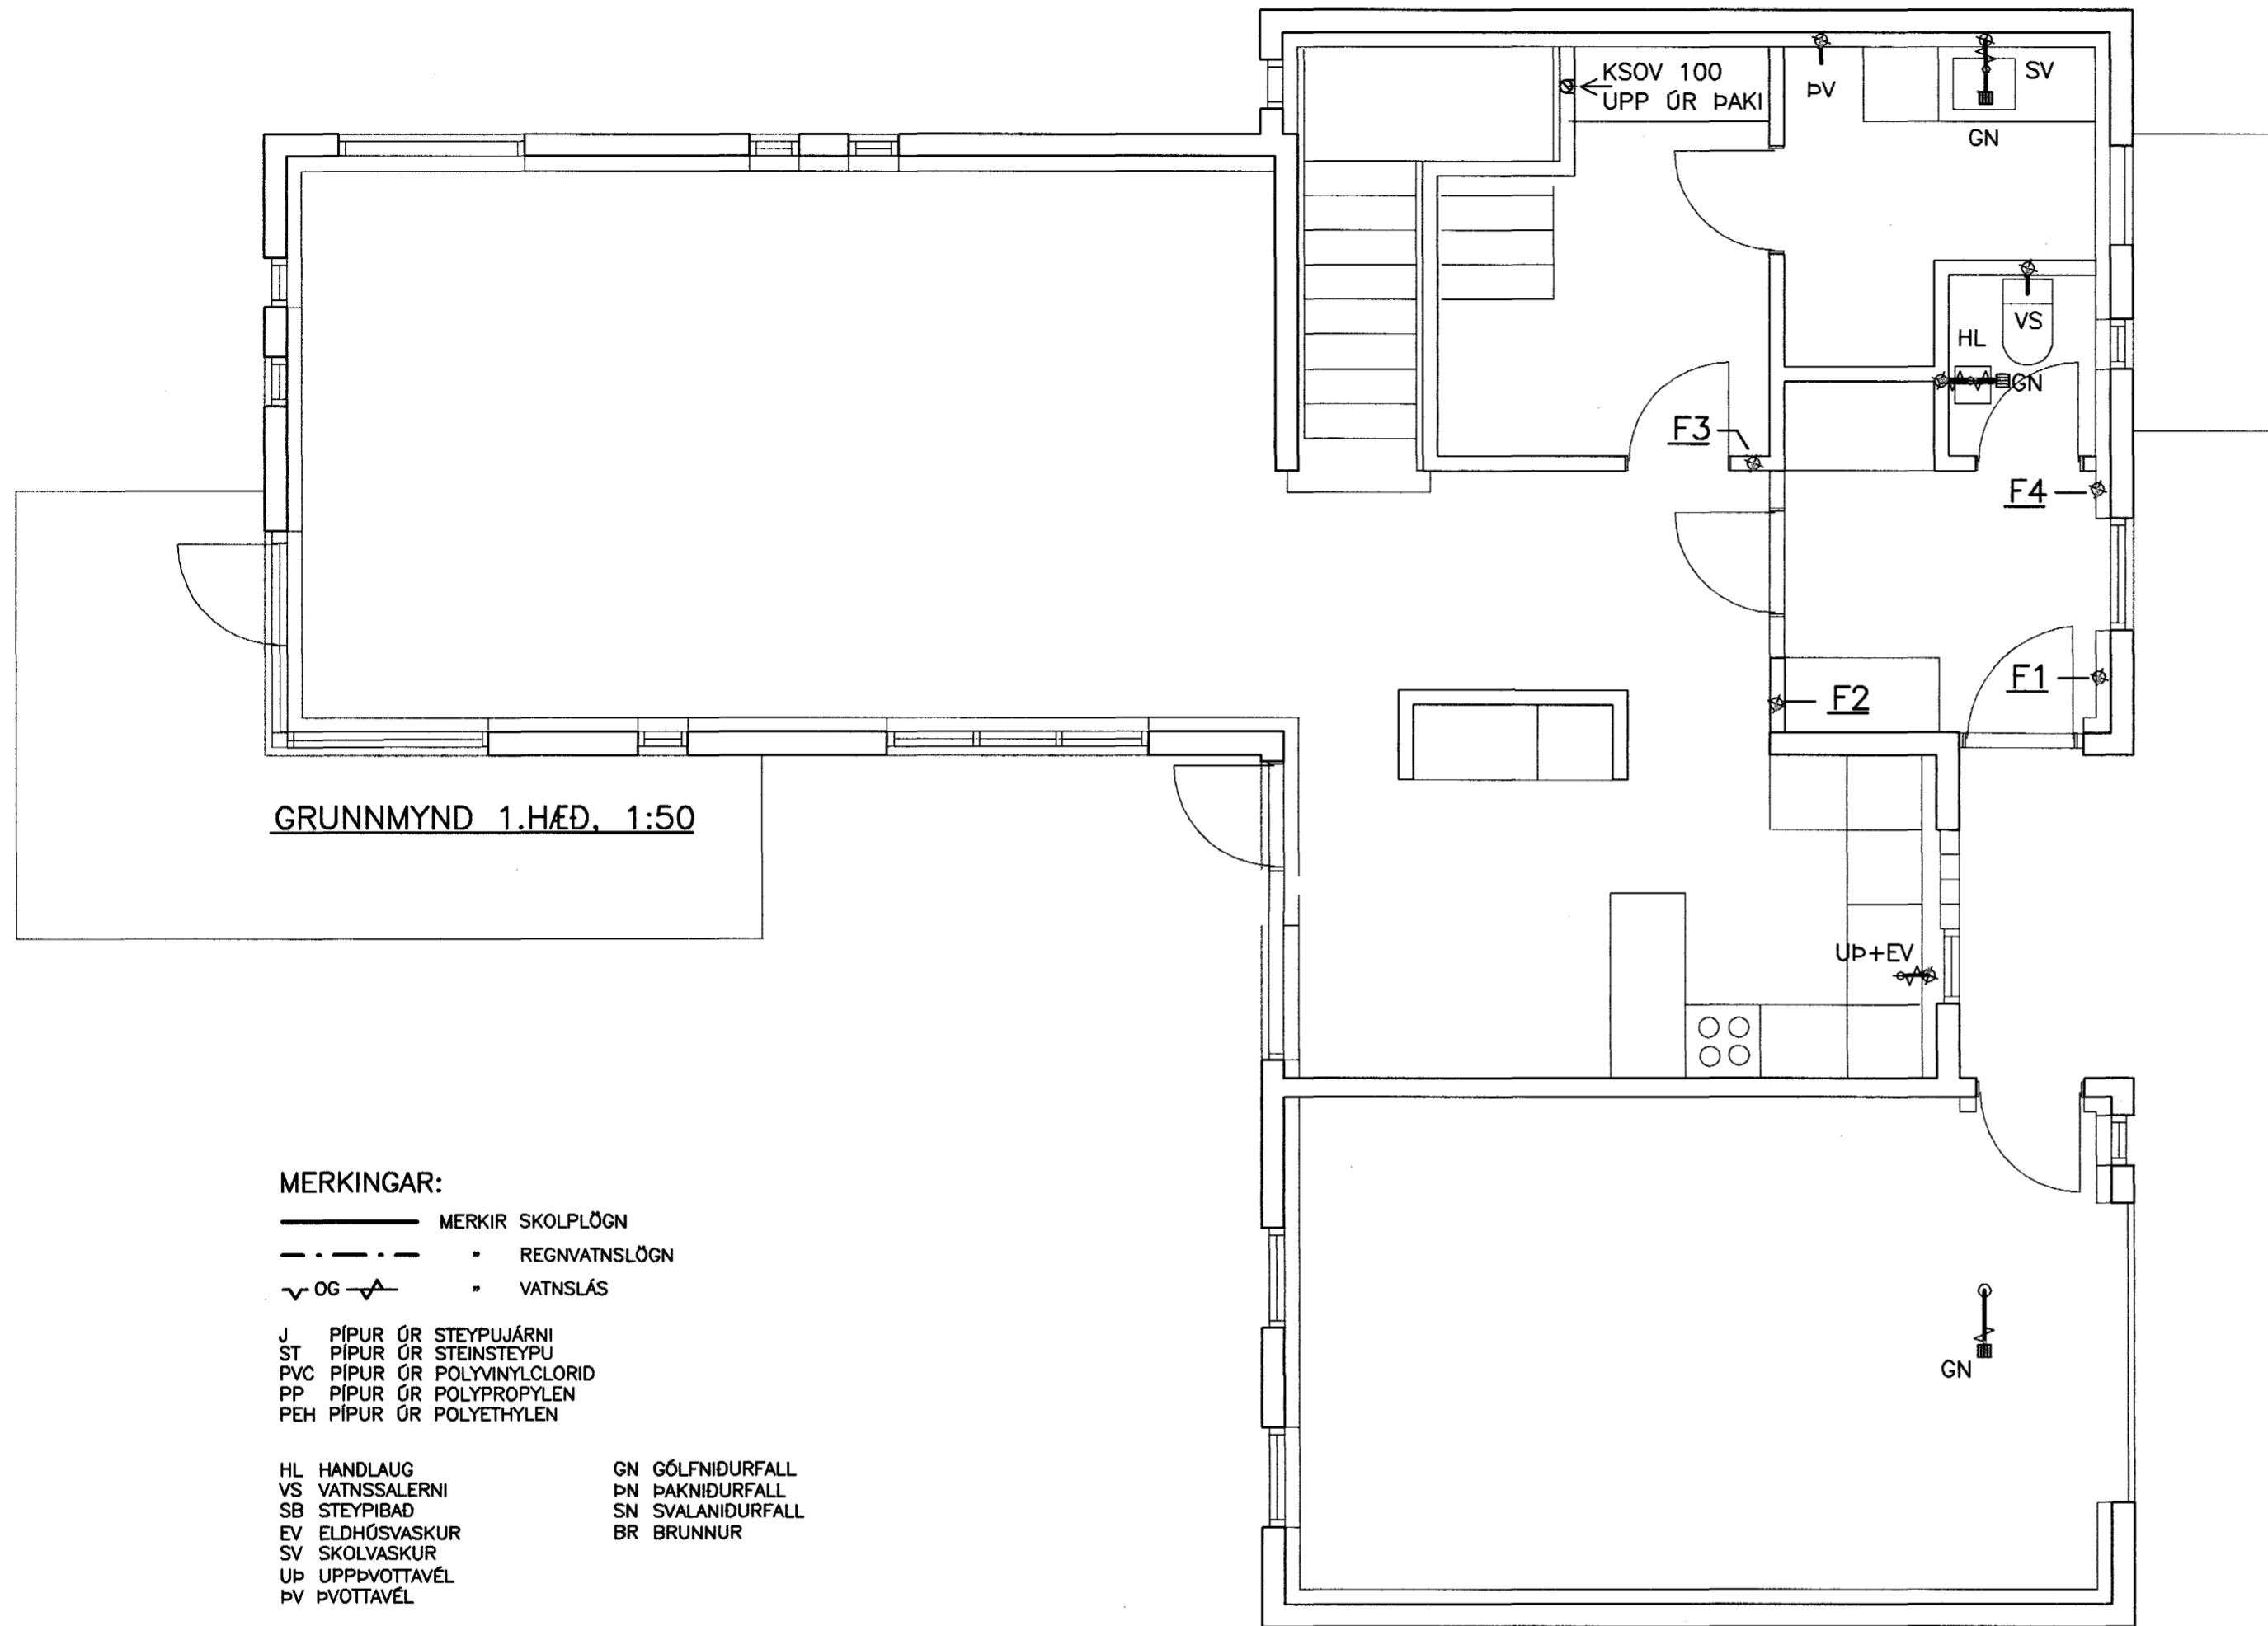 KSOV 100
UPP ÚR ÞAKI
ÞV
SV
GN
VS
HL
GN
F3
F4
F1
F2
GRUNNMYND 1.HÆÐ, 1:50
UÞ+EV
GN
MERKINGAR:
MERKIR SKOLPLÖGN
" REGNVATNSLÖGN
OG " VATNSLÁS
J PÍPUR ÚR STEYPUJÁRNI
ST PÍPUR ÚR STEINSTEYPU
PVC PÍPUR ÚR POLYVINYLCLORID
PP PÍPUR ÚR POLYPROPYLEN
PEH PÍPUR ÚR POLYETHYLEN
HL HANDLAUG
VS VATNSSALERNI
SB STEYPIBAÐ
EV ELDHÚSVASKUR
SV SKOLVASKUR
UÞ UPPÞVOTTAVÉL
ÞV ÞVOTTAVÉL
GN GÓLFNIÐURFALL
ÞN ÞAKNIÐURFALL
SN SVALANIÐURFALL
BR BRUNNUR